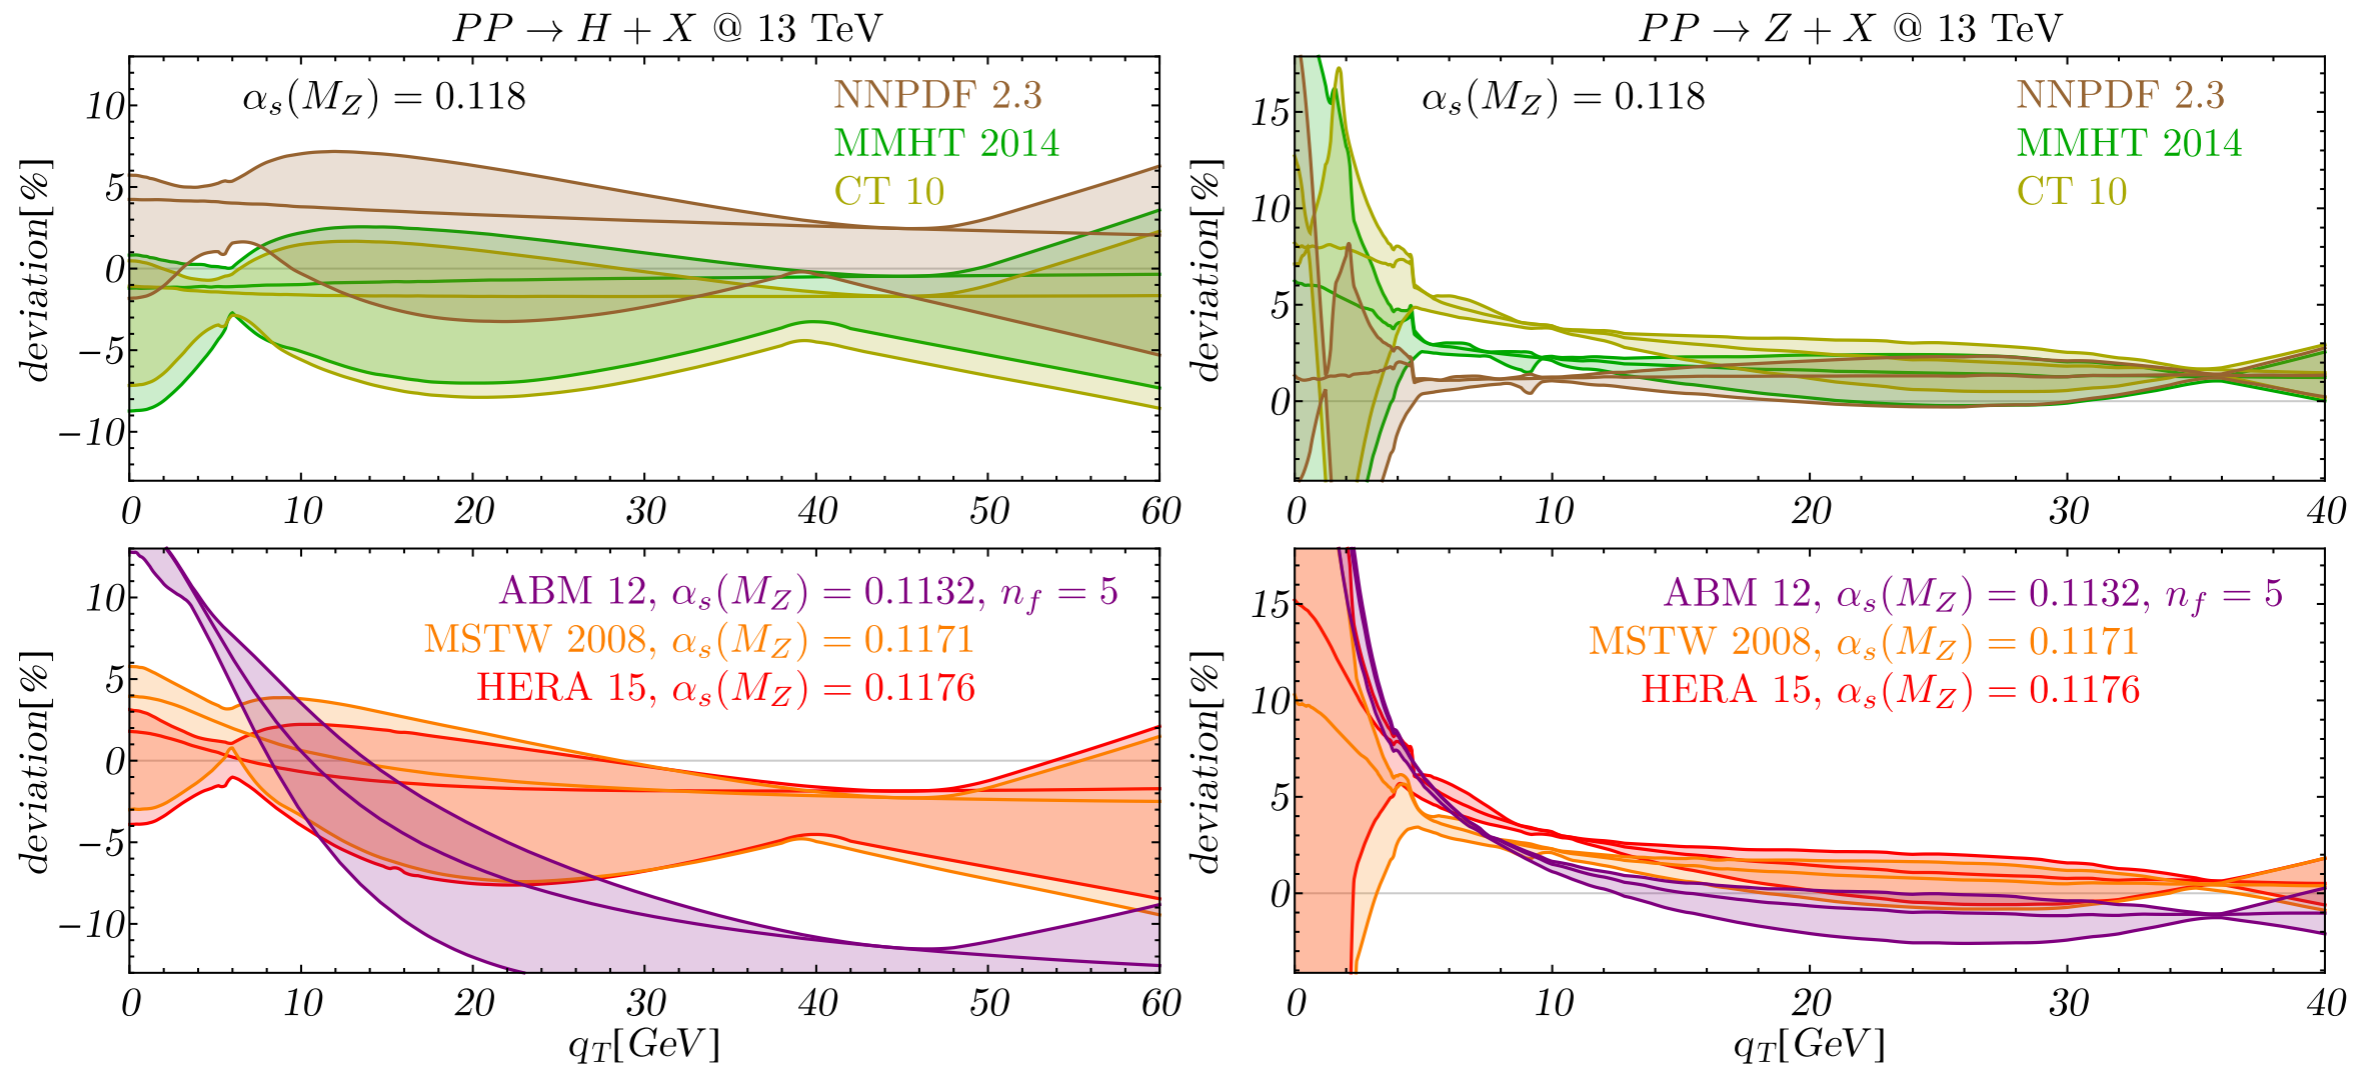 PP → H + X @ 13 TeV
deviation[%]
10
5
0
−5
−10
α_s(M_Z) = 0.118
NNPDF 2.3
MMHT 2014
CT 10
0 10 20 30 40 50 60
PP → Z + X @ 13 TeV
deviation[%]
15
10
5
0
α_s(M_Z) = 0.118
NNPDF 2.3
MMHT 2014
CT 10
0 10 20 30 40
deviation[%]
10
5
0
−5
−10
ABM 12, α_s(M_Z) = 0.1132, n_f = 5
MSTW 2008, α_s(M_Z) = 0.1171
HERA 15, α_s(M_Z) = 0.1176
0 10 20 30 40 50 60
q_T[GeV]
deviation[%]
15
10
5
0
ABM 12, α_s(M_Z) = 0.1132, n_f = 5
MSTW 2008, α_s(M_Z) = 0.1171
HERA 15, α_s(M_Z) = 0.1176
0 10 20 30 40
q_T[GeV]